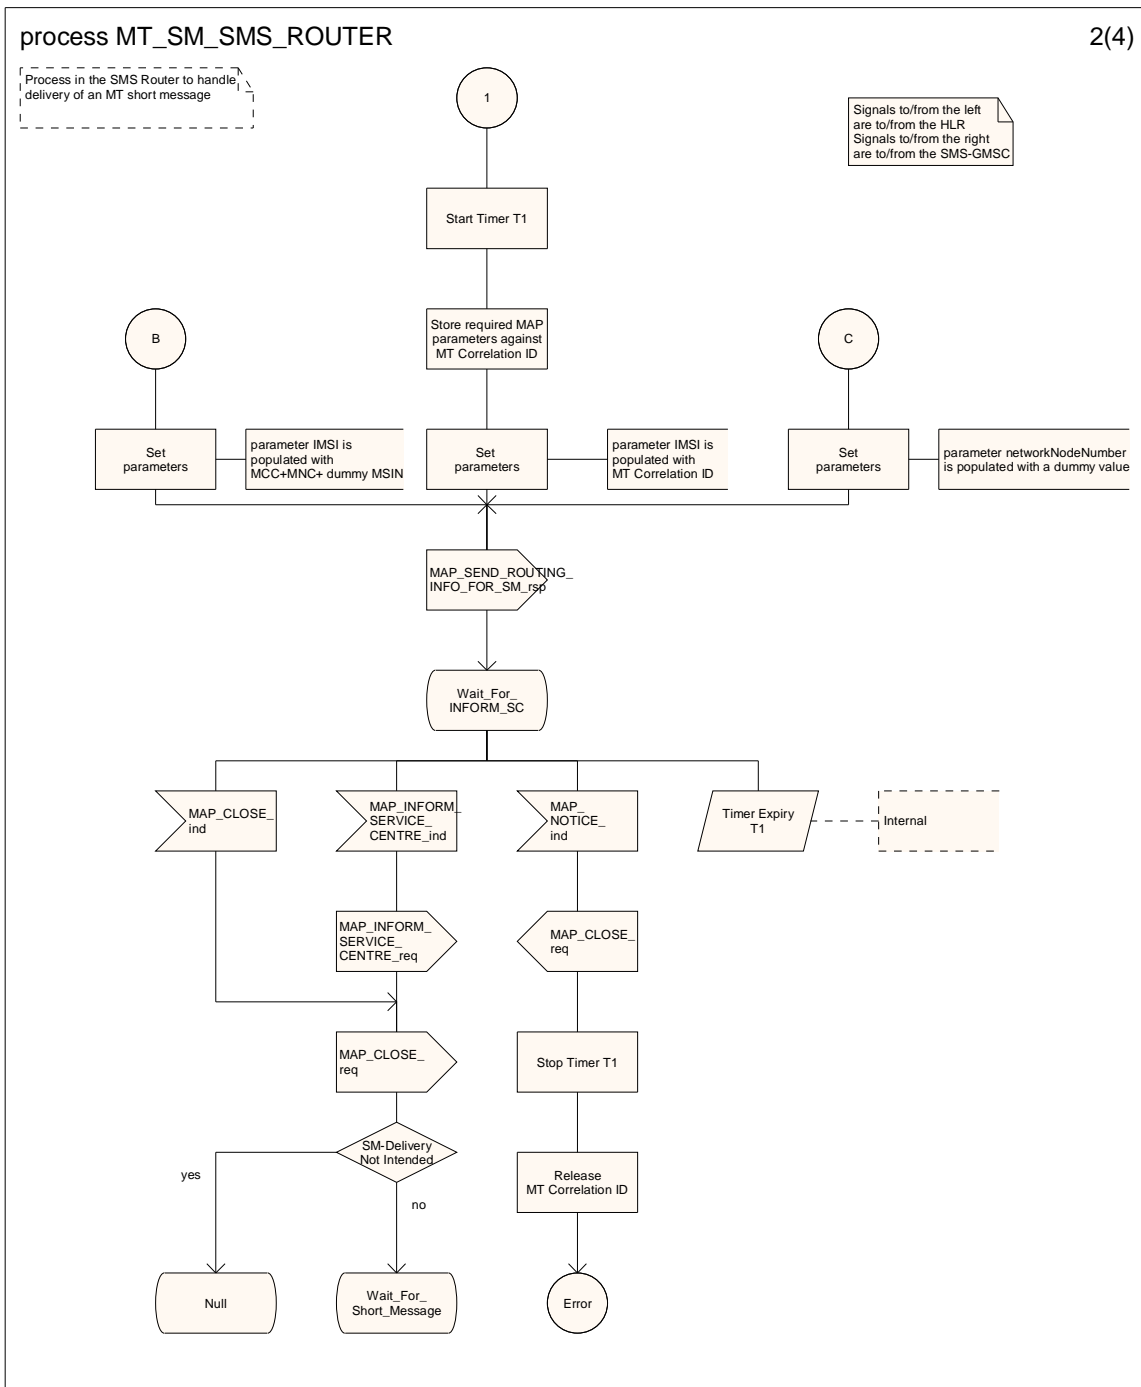 process MT_SM_SMS_ROUTER
2(4)
Process in the SMS Router to handle
delivery of an MT short message
1
Signals to/from the left
are to/from the HLR
Signals to/from the right
are to/from the SMS-GMSC
Start Timer T1
B
Store required MAP
parameters against
MT Correlation ID
C
Set
parameters
parameter IMSI is
populated with
MCC+MNC+ dummy MSIN
Set
parameters
parameter IMSI is
populated with
MT Correlation ID
Set
parameters
parameter networkNodeNumber
is populated with a dummy value
MAP_SEND_ROUTING_
INFO_FOR_SM_rsp
Wait_For_
INFORM_SC
MAP_CLOSE_
ind
MAP_INFORM_
SERVICE_
CENTRE_ind
MAP_
NOTICE_
ind
Timer Expiry
T1
Internal
MAP_INFORM_
SERVICE_
CENTRE_req
MAP_CLOSE_
req
MAP_CLOSE_
req
Stop Timer T1
SM-Delivery
Not Intended
yes
no
Release
MT Correlation ID
Null
Wait_For_
Short_Message
Error